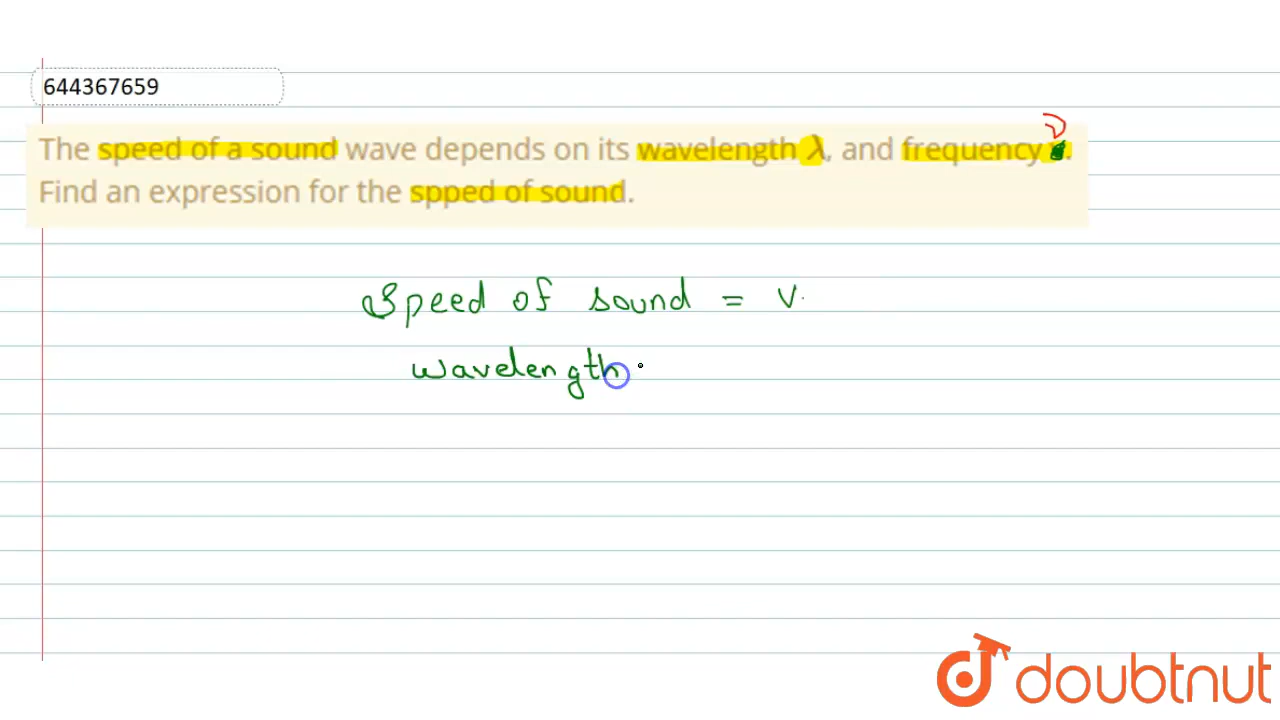 644367659
The speed of a sound wave depends on its wavelength λ, and frequency ν.
Find an expression for the spped of sound.
Speed of sound = v.
wavelength
doubtnut